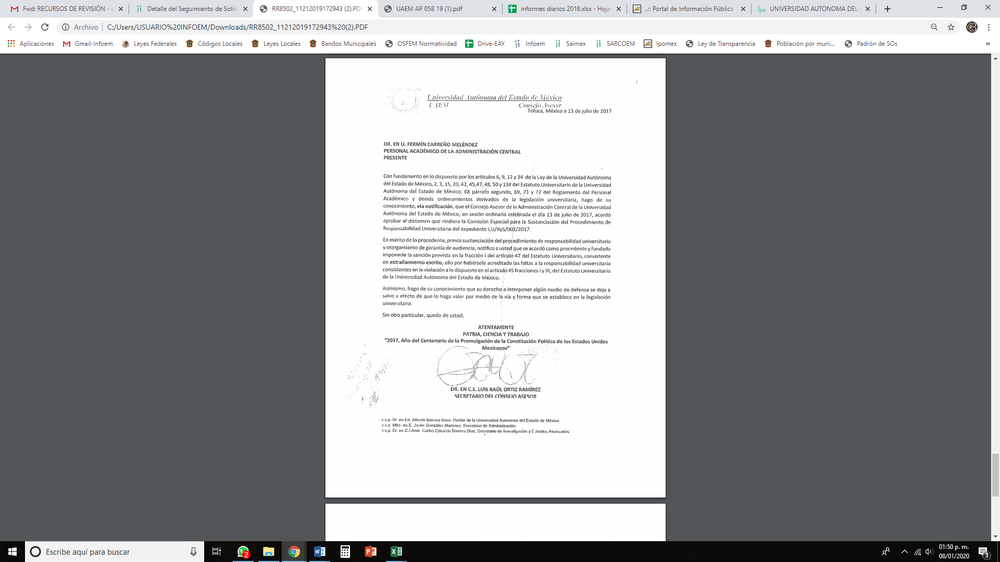 Fwd: RECURSOS DE REVISIÓN - c
Detalle del Seguimiento de Solici
RR8502_11212019172943 (2).PDF
UAEM AP 058 19 (1).pdf
informes diarios 2018.xlsx - Hoja
..:: Portal de Información Pública
UNIVERSIDAD AUTONOMA DEL
Archivo
C:/Users/USUARIO%20INFOEM/Downloads/RR8502_11212019172943%20(2).PDF
Aplicaciones
Gmail-Infoem
Leyes Federales
Códigos Locales
Leyes Locales
Bandos Municipales
OSFEM Normatividad
Drive-EAY
Infoem
Saimex
SARCOEM
Ipomex
Ley de Transparencia
Población por muni...
Padrón de SOs
»
Universidad Autónoma del Estado de México
UAEM Consejo Asesor
Toluca, México a 13 de julio de 2017
DR. EN U. FERMÍN CARREÑO MELÉNDEZ
PERSONAL ACADÉMICO DE LA ADMINISTRACIÓN CENTRAL
PRESENTE
Con fundamento en lo dispuesto por los artículos 6, 9, 12 y 34 de la Ley de la Universidad Autónoma
del Estado de México, 2, 3, 15, 20, 42, 45,47, 48, 50 y 134 del Estatuto Universitario de la Universidad
Autónoma del Estado de México; 68 párrafo segundo, 69, 71 y 72 del Reglamento del Personal
Académico y demás ordenamientos derivados de la legislación universitaria, hago de su
conocimiento, vía notificación, que el Consejo Asesor de la Administración Central de la Universidad
Autónoma del Estado de México, en sesión ordinaria celebrada el día 13 de julio de 2017, acordó
aprobar el dictamen que rindiera la Comisión Especial para la Sustanciación del Procedimiento de
Responsabilidad Universitaria del expediente CU/RyS/001/2017.
En mérito de lo procedente, previa sustanciación del procedimiento de responsabilidad universitaria
y otorgamiento de garantía de audiencia, notifico a usted que se acordó como procedente y fundado
imponerle la sanción prevista en la fracción I del artículo 47 del Estatuto Universitario, consistente
en extrañamiento escrito, ello por habérsele acreditado las faltas a la responsabilidad universitaria
consistentes en la violación a lo dispuesto en el artículo 45 fracciones I y III, del Estatuto Universitario
de la Universidad Autónoma del Estado de México.
Asimismo, hago de su conocimiento que su derecho a interponer algún medio de defensa se deja a
salvo a efecto de que lo haga valer por medio de la vía y forma que se establece en la legislación
universitaria.
Sin otro particular, quedo de usted.
ATENTAMENTE
PATRIA, CIENCIA Y TRABAJO
“2017, Año del Centenario de la Promulgación de la Constitución Política de los Estados Unidos
Mexicanos”
DR. EN C.S. LUIS RAÚL ORTIZ RAMÍREZ
SECRETARIO DEL CONSEJO ASESOR
c.c.p. Dr. en Ed. Alfredo Barrera Baca, Rector de la Universidad Autónoma del Estado de México
c.c.p. Mtro. en E. Javier González Martínez, Secretario de Administración
c.c.p. Dr. en C.I.Amb. Carlos Eduardo Barrera Díaz, Secretario de Investigación y Estudios Avanzados
Escribe aquí para buscar
2
01:50 p. m.
08/01/2020
3